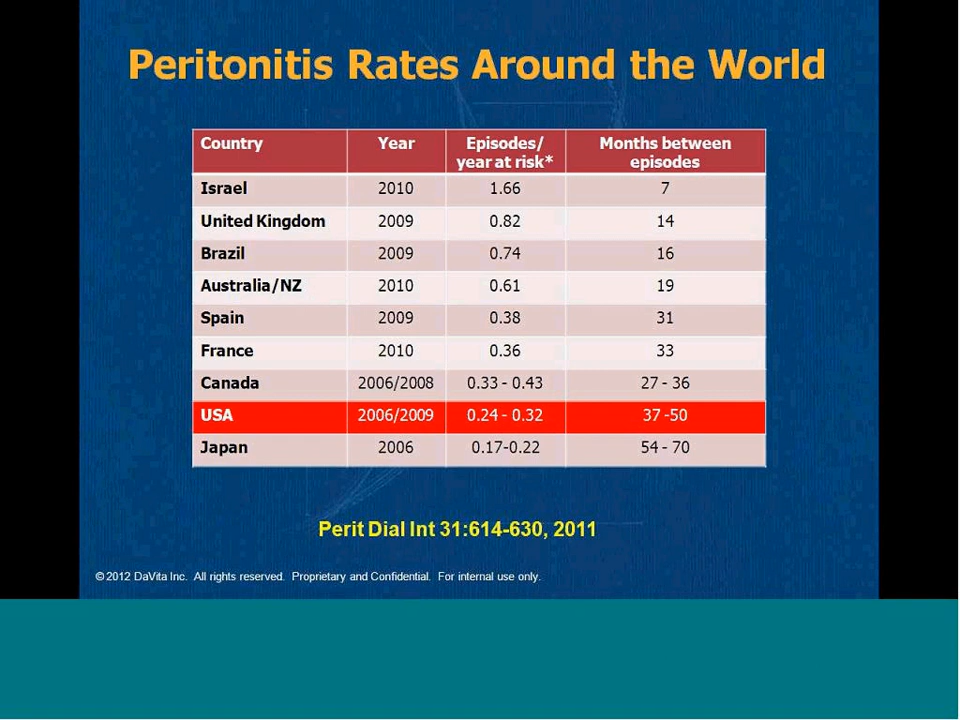 Peritonitis Rates Around the World
Country Year Episodes/ year at risk* Months between episodes
Israel 2010 1.66 7
United Kingdom 2009 0.82 14
Brazil 2009 0.74 16
Australia/NZ 2010 0.61 19
Spain 2009 0.38 31
France 2010 0.36 33
Canada 2006/2008 0.33 - 0.43 27 - 36
USA 2006/2009 0.24 - 0.32 37 -50
Japan 2006 0.17-0.22 54 - 70
Perit Dial Int 31:614-630, 2011
© 2012 DaVita Inc. All rights reserved. Proprietary and Confidential. For internal use only.